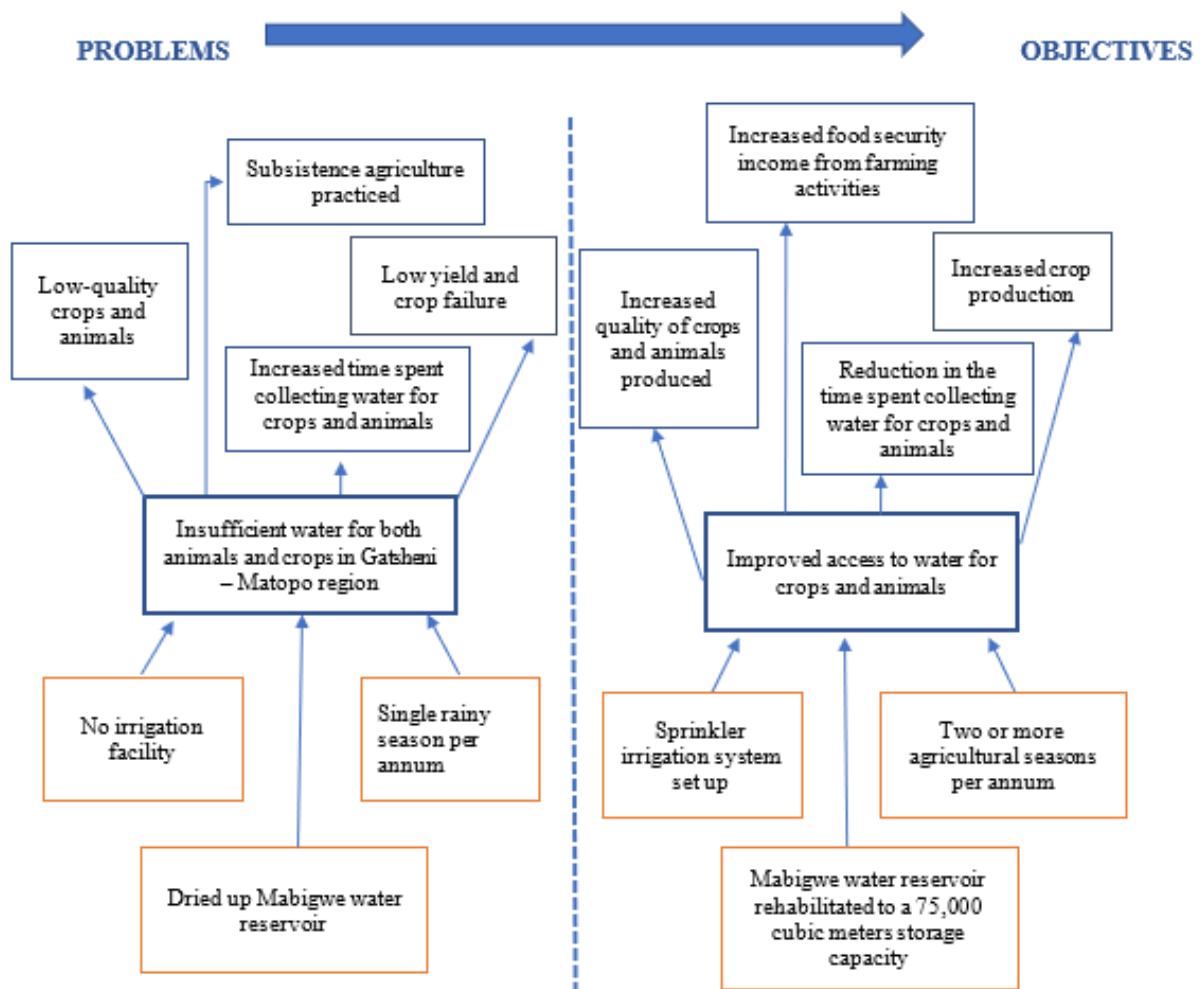 PROBLEMS
OBJECTIVES
Subsistence agriculture
practiced
Low-quality
crops and
animals
Low yield and
crop failure
Increased time spent
collecting water for
crops and animals
Insufficient water for both
animals and crops in Gatsheni
– Matopo region
No irrigation
facility
Single rainy
season per
annum
Dried up Mabigwe water
reservoir
Increased food security
income from farming
activities
Increased
quality of crops
and animals
produced
Increased crop
production
Reduction in the
time spent collecting
water for crops and
animals
Improved access to water for
crops and animals
Sprinkler
irrigation system
set up
Two or more
agricultural seasons
per annum
Mabigwe water reservoir
rehabilitated to a 75,000
cubic meters storage
capacity